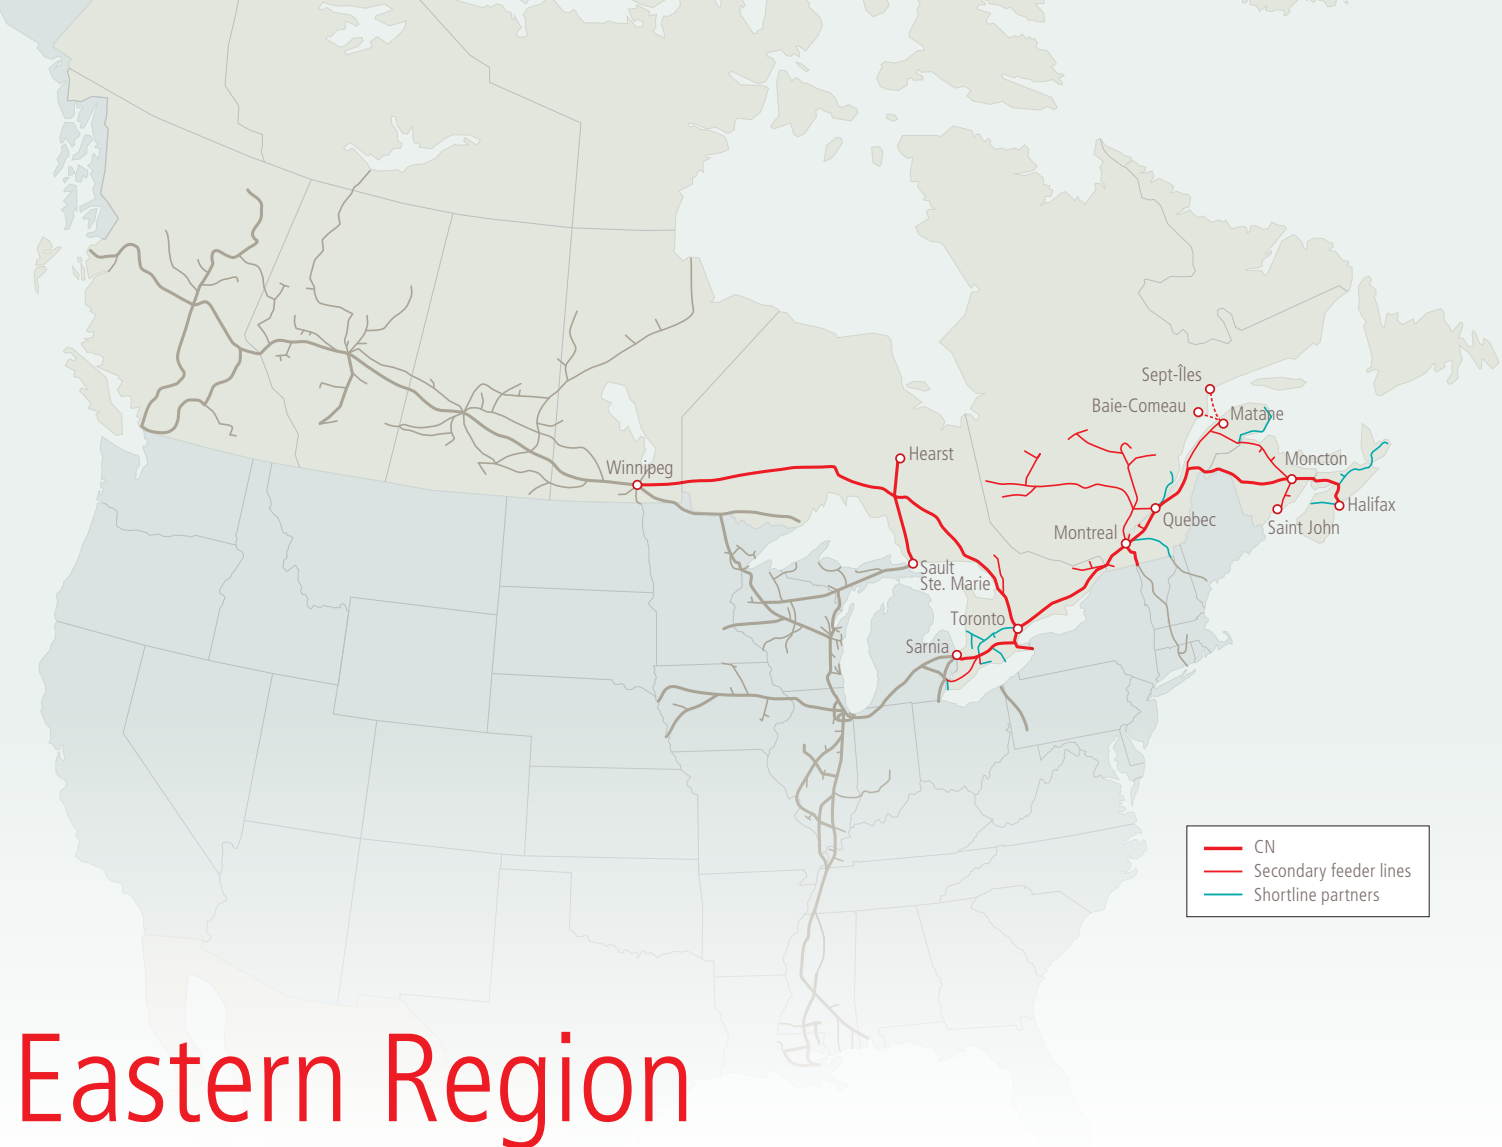 Sept-Îles
Baie-Comeau
Matane
Hearst
Moncton
Winnipeg
Halifax
Quebec
Saint John
Montreal
Sault
Ste. Marie
Toronto
Sarnia
CN
Secondary feeder lines
Shortline partners
Eastern Region